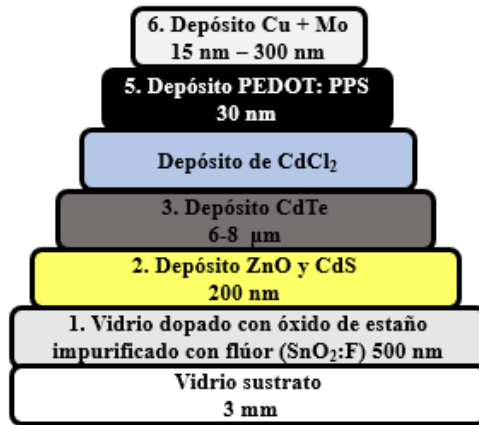 6. Depósito Cu + Mo
15 nm – 300 nm
5. Depósito PEDOT: PPS
30 nm
Depósito de CdCl₂
3. Depósito CdTe
6-8 µm
2. Depósito ZnO y CdS
200 nm
1. Vidrio dopado con óxido de estaño
impurificado con flúor (SnO₂:F) 500 nm
Vidrio sustrato
3 mm